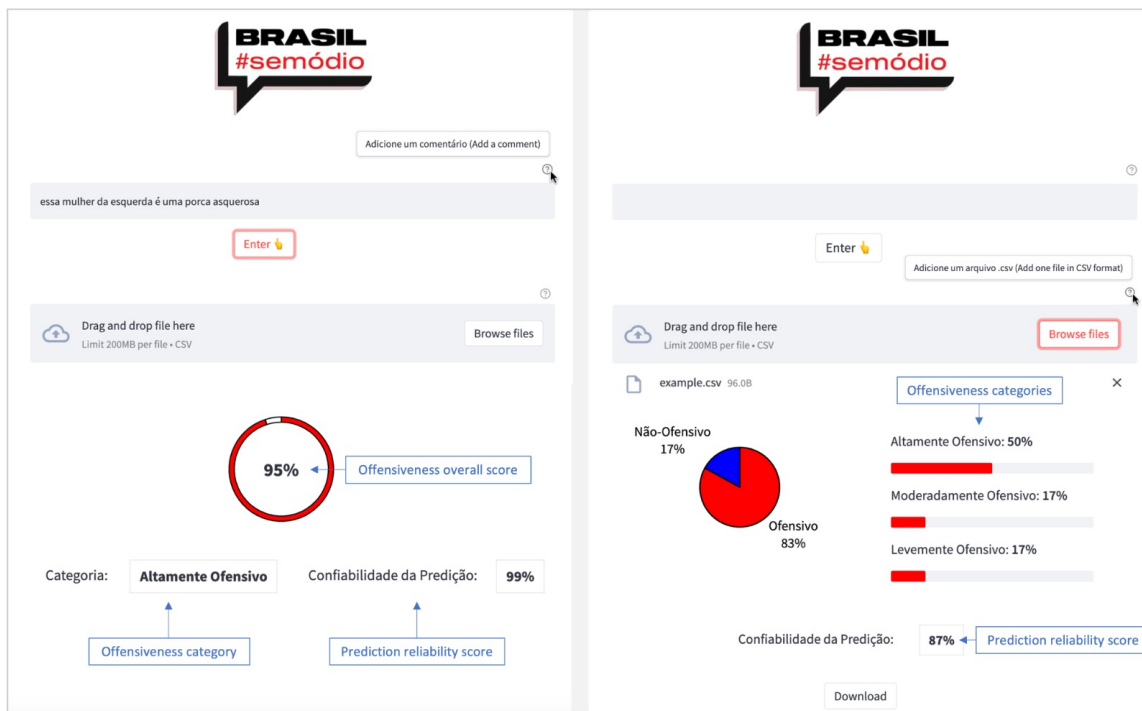 BRASIL
#semódio
Adicione um comentário (Add a comment)
essa mulher da esquerda é uma porca asquerosa
Enter 👆
Drag and drop file here
Limit 200MB per file • CSV
Browse files
95%
Offensiveness overall score
Categoria:
Altamente Ofensivo
Confiabilidade da Predição:
99%
Offensiveness category
Prediction reliability score
BRASIL
#semódio
Enter 👆
Adicione um arquivo .csv (Add one file in CSV format)
Drag and drop file here
Limit 200MB per file • CSV
Browse files
example.csv 96.0B
Offensiveness categories
Não-Ofensivo
17%
Ofensivo
83%
Altamente Ofensivo: 50%
Moderadamente Ofensivo: 17%
Levemente Ofensivo: 17%
Confiabilidade da Predição:
87%
Prediction reliability score
Download